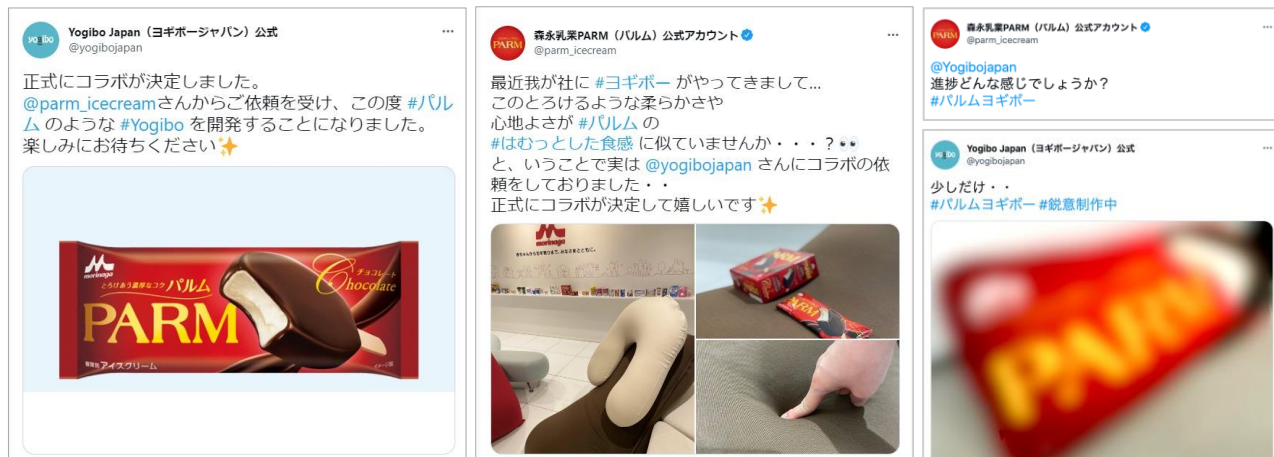 yogibo
Yogibo Japan（ヨギボージャパン）公式
@yogibojapan
正式にコラボが決定しました。
@parm_icecreamさんからご依頼を受け、この度 #パル
ム のような #Yogibo を開発することになりました。
楽しみにお待ちください✨
morinaga
とろけあう濃厚なコク パルム
PARM
チョコレート
Chocolate
種類別 アイスクリーム
イメージ図
PARM
森永乳業PARM（パルム）公式アカウント
@parm_icecream
最近我が社に #ヨギボー がやってきまして...
このとろけるような柔らかさや
心地よさが #パルム の
#はむっとした食感 に似ていませんか・・・？👀
と、いうことで実は @yogibojapan さんにコラボの依
頼をしておりました・・
正式にコラボが決定して嬉しいです✨
morinaga
PARM
PARM
森永乳業PARM（パルム）公式アカウント
@parm_icecream
@Yogibojapan
進捗どんな感じでしょうか？
#パルムヨギボー
yogibo
Yogibo Japan（ヨギボージャパン）公式
@yogibojapan
少しだけ・・
#パルムヨギボー #鋭意制作中
PARM